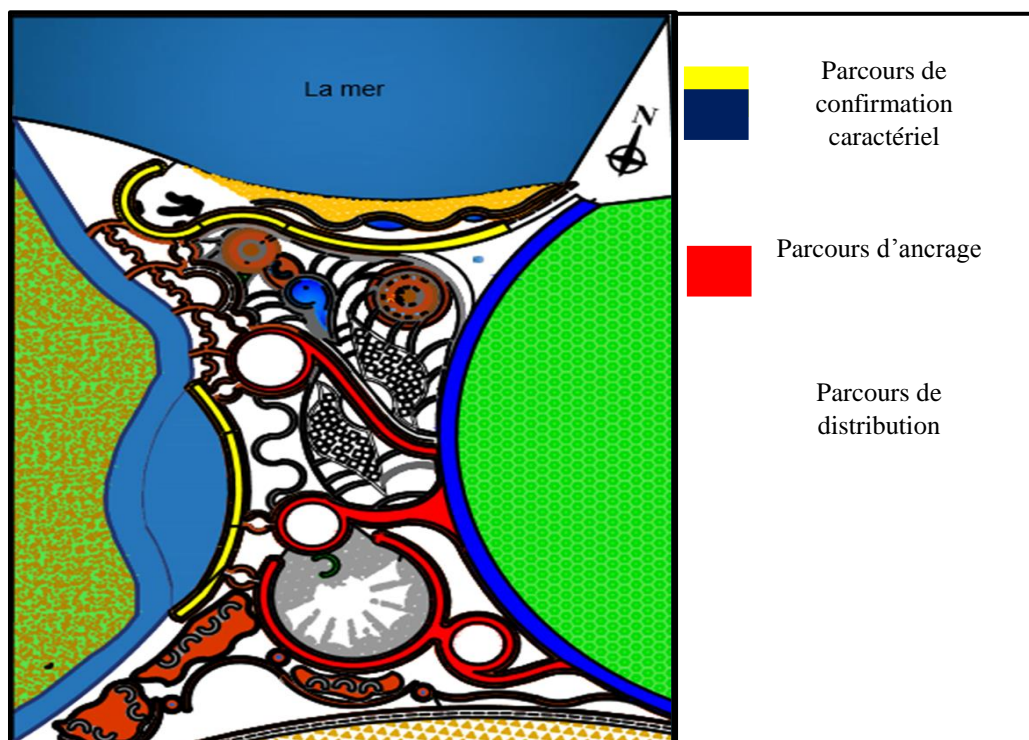 La mer
N
Parcours de
confirmation
caractériel
Parcours d’ancrage
Parcours de
distribution